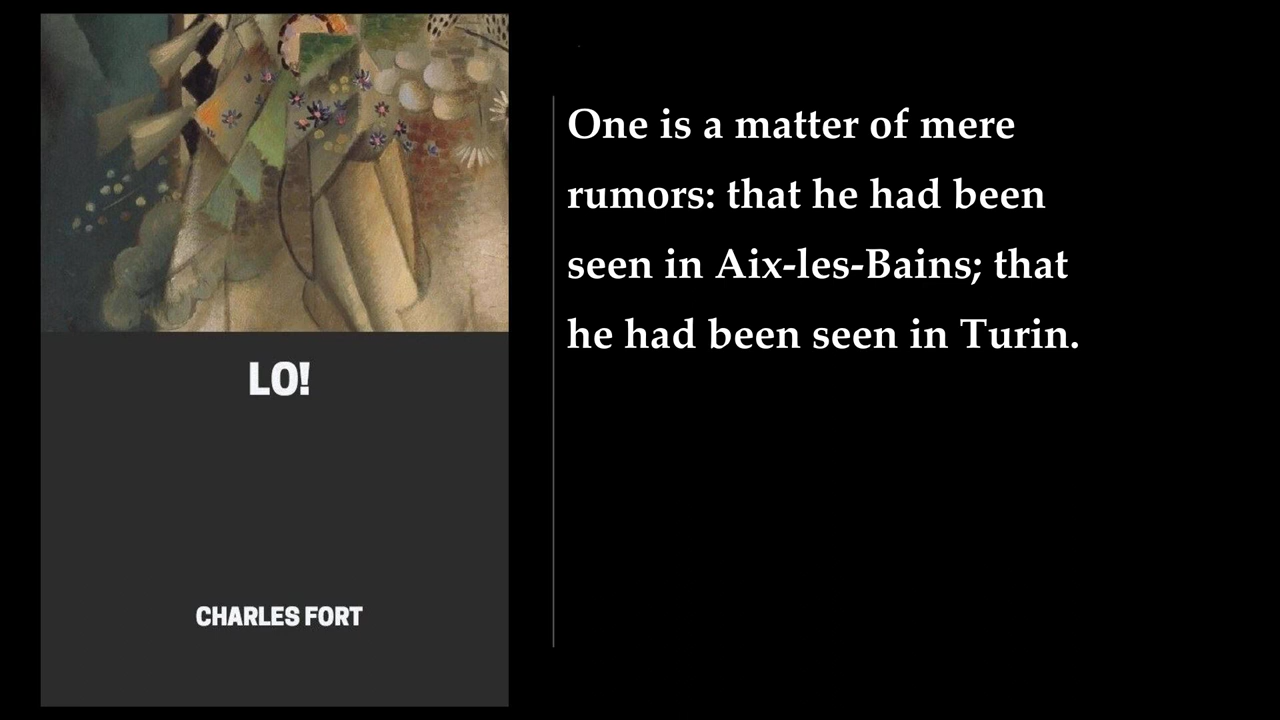 LO!
CHARLES FORT
One is a matter of mere
rumors: that he had been
seen in Aix-les-Bains; that
he had been seen in Turin.